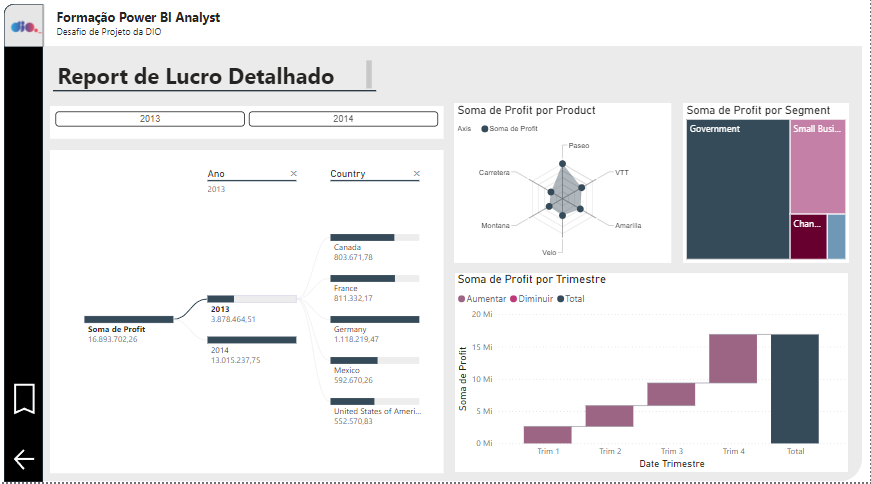 dio.
Formação Power BI Analyst
Desafio de Projeto da DIO
Report de Lucro Detalhado
2013
2014
Ano
2013
Country
Soma de Profit
16.893.702,26
2013
3.878.464,51
2014
13.015.237,75
Canada
803.671,78
France
811.332,17
Germany
1.118.219,47
Mexico
592.670,26
United States of Ameri...
552.570,83
Soma de Profit por Product
Axis
Soma de Profit
Paseo
VTT
Amarilla
Velo
Montana
Carretera
Soma de Profit por Segment
Government
Small Busi...
Chan...
Soma de Profit por Trimestre
Aumentar
Diminuir
Total
Soma de Profit
20 Mi
15 Mi
10 Mi
5 Mi
0 Mi
Trim 1
Trim 2
Trim 3
Trim 4
Total
Date Trimestre